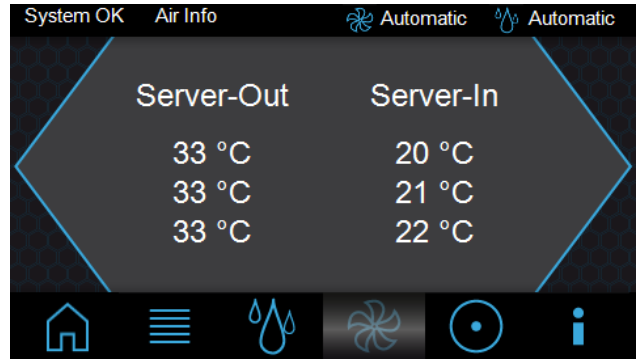 System OK Air Info Automatic Automatic
Server-Out Server-In
33 °C 20 °C
33 °C 21 °C
33 °C 22 °C